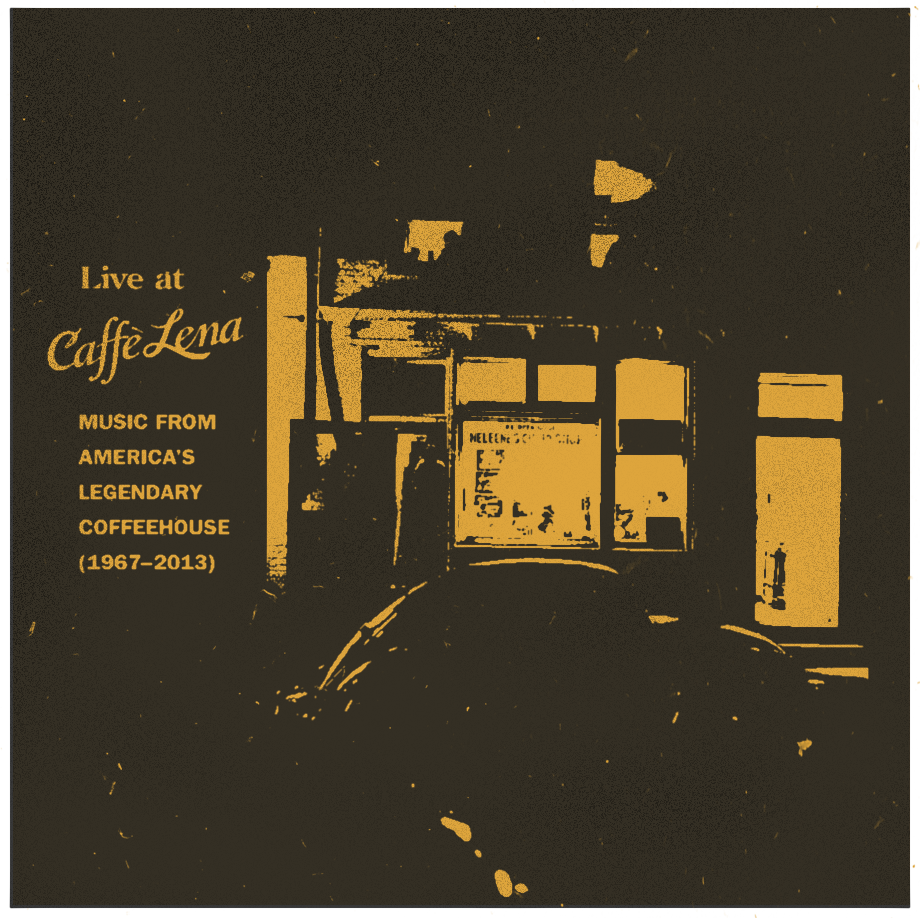 Live at
Caffè Lena
MUSIC FROM
AMERICA'S
LEGENDARY
COFFEEHOUSE
(1967–2013)